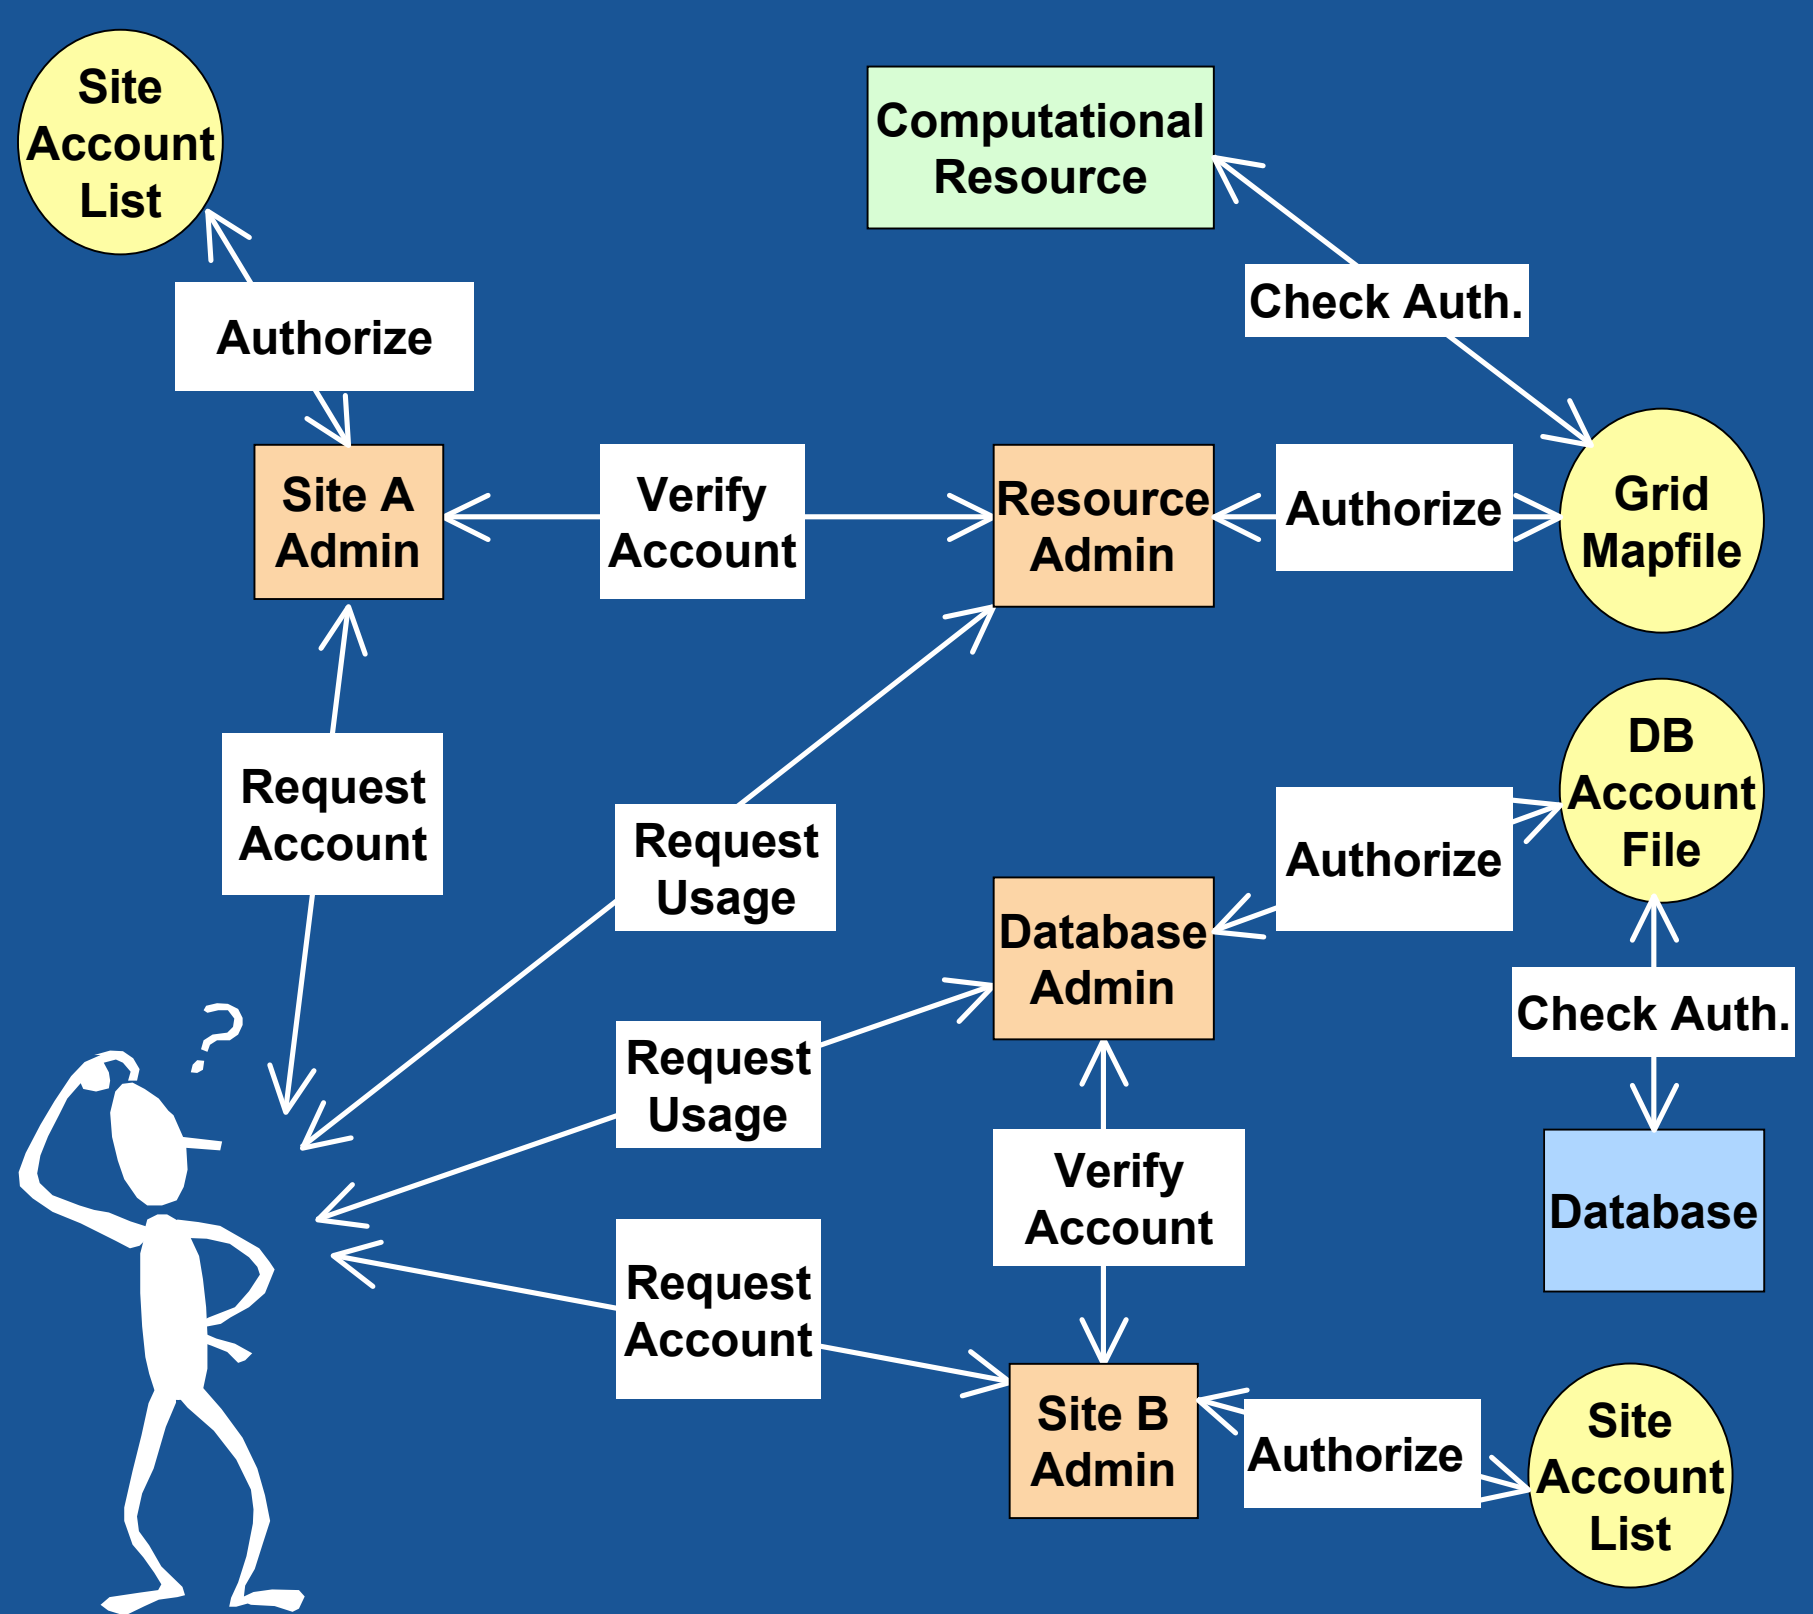 Site
Account
List
Computational
Resource
Authorize
Check Auth.
Site A
Admin
Verify
Account
Resource
Admin
Authorize
Grid
Mapfile
Request
Account
Request
Usage
DB
Account
File
Authorize
Database
Admin
Check Auth.
?
Request
Usage
Verify
Account
Database
Request
Account
Site B
Admin
Authorize
Site
Account
List